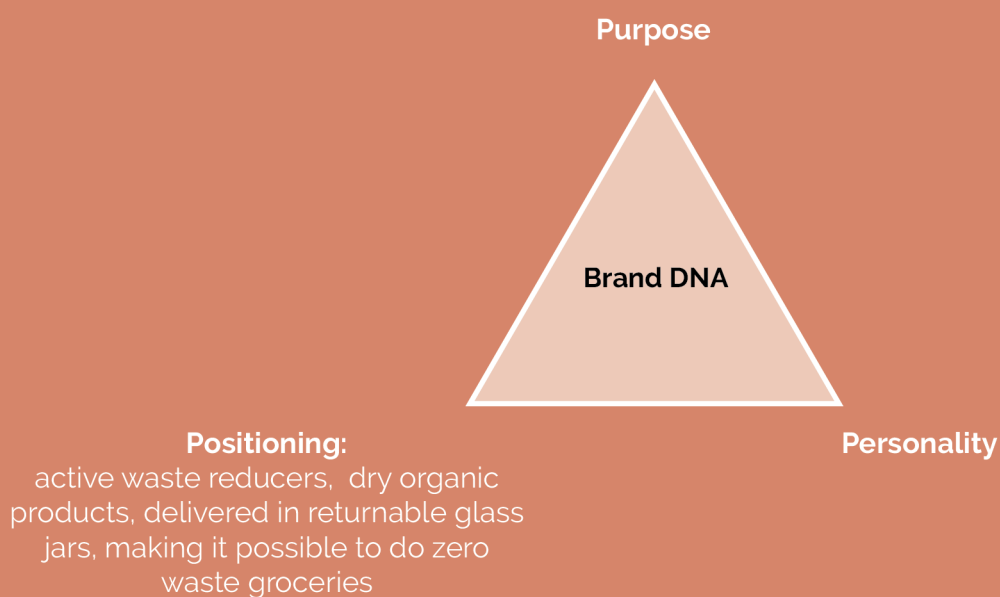 Purpose
Brand DNA
Positioning:
active waste reducers,  dry organic
products, delivered in returnable glass
jars, making it possible to do zero
waste groceries
Personality